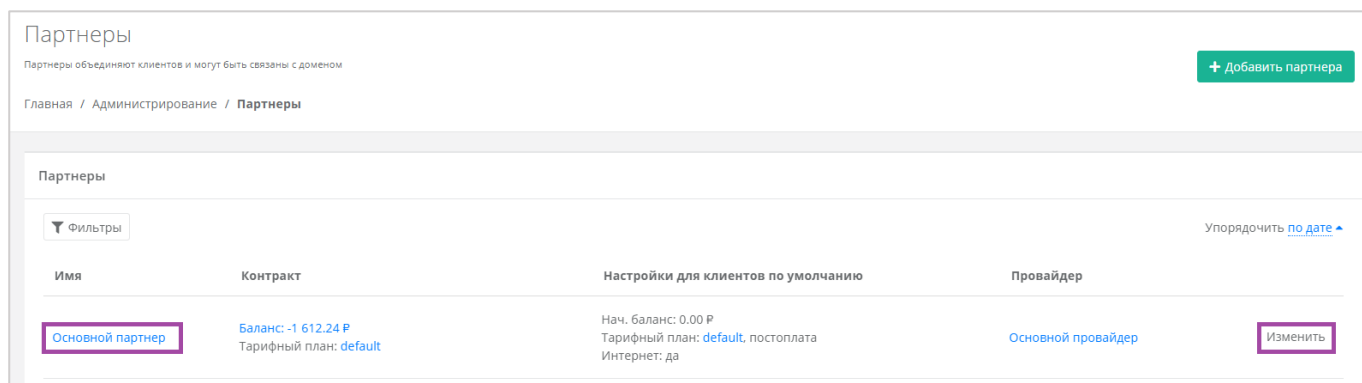 Партнеры
Партнеры объединяют клиентов и могут быть связаны с доменом
+ Добавить партнера
Главная / Администрирование / Партнеры
Партнеры
Фильтры
Упорядочить по дате
Имя Контракт Настройки для клиентов по умолчанию Провайдер
Основной партнер
Баланс: -1 612.24 ₽
Тарифный план: default
Нач. баланс: 0.00 ₽
Тарифный план: default, постоплата
Интернет: да
Основной провайдер
Изменить